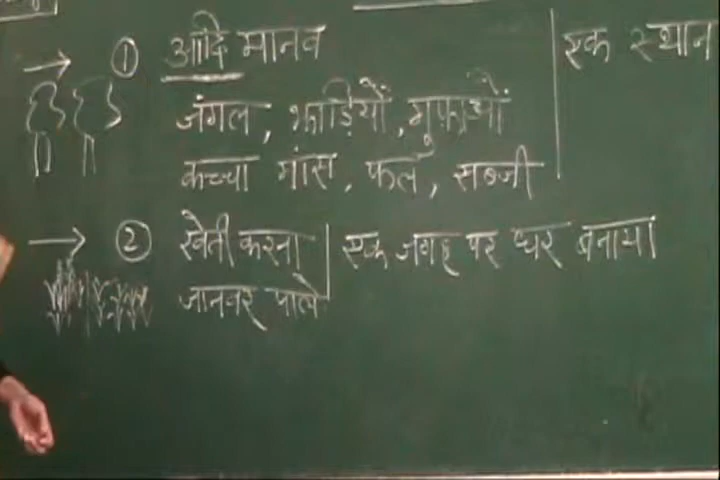 ① आदि मानव
एक स्थान
जंगल, झाड़ियों, गुफ़ाओं
कच्चा मांस, फल, सब्जी
② खेती करना | एक जगह पर घर बनाया
जानवर पाले